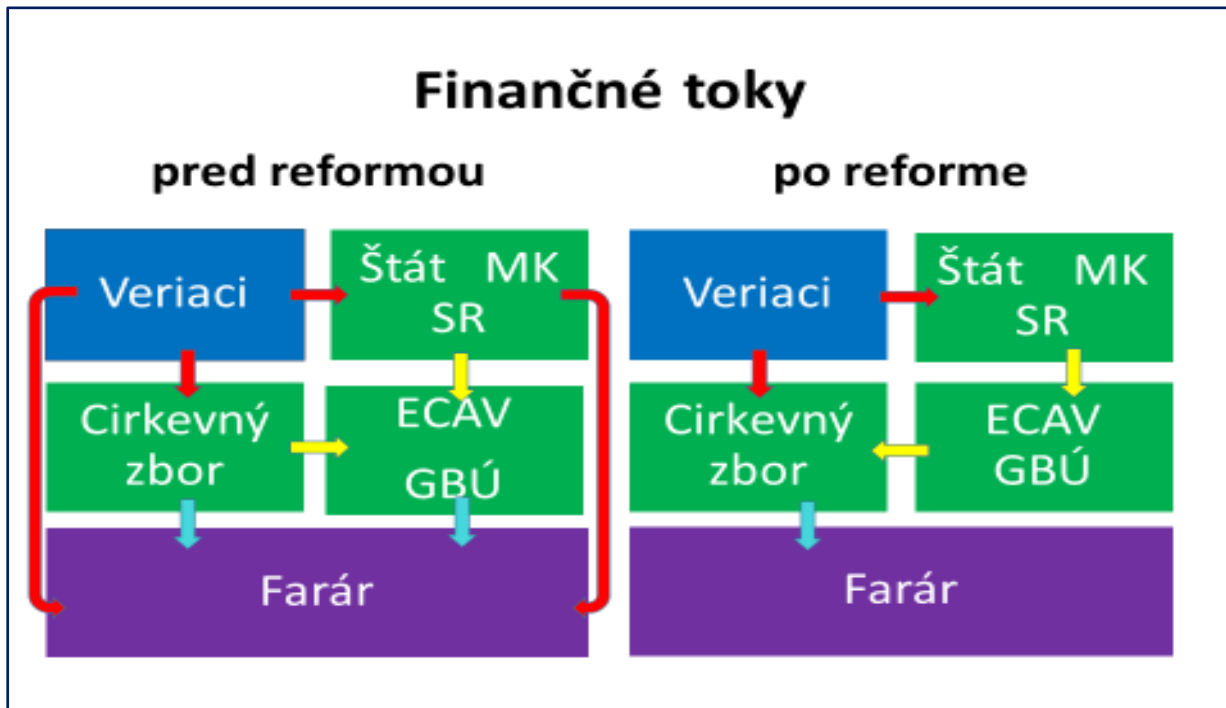 Finančné toky
pred reformou
Veriaci
Štát MK
SR
Cirkevný
zbor
ECAV
GBÚ
Farár
po reforme
Veriaci
Štát MK
SR
Cirkevný
zbor
ECAV
GBÚ
Farár